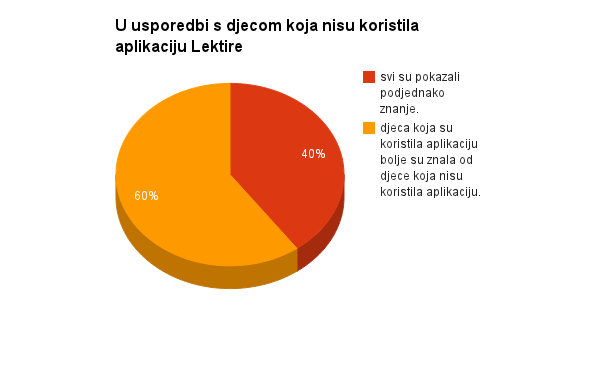 U usporedbi s djecom koja nisu koristila
aplikaciju Lektire
svi su pokazali
podjednako
znanje.
djeca koja su
koristila aplikaciju
bolje su znala od
djece koja nisu
koristila aplikaciju.
40%
60%